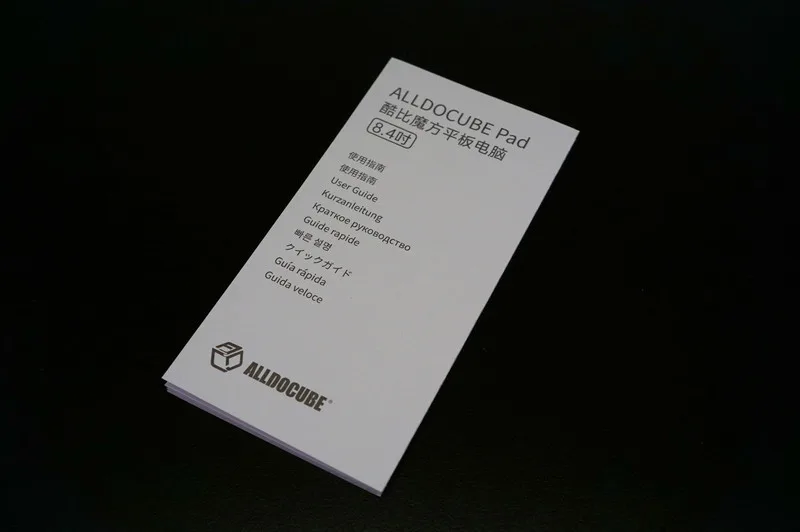 ALLDOCUBE Pad
酷比魔方平板电脑
8.4吋
使用指南
使用指南
User Guide
Kurzanleitung
Краткое руководство
Guide rapide
빠른 설명
クイックガイド
Guía rápida
Guida veloce
ALLDOCUBE®